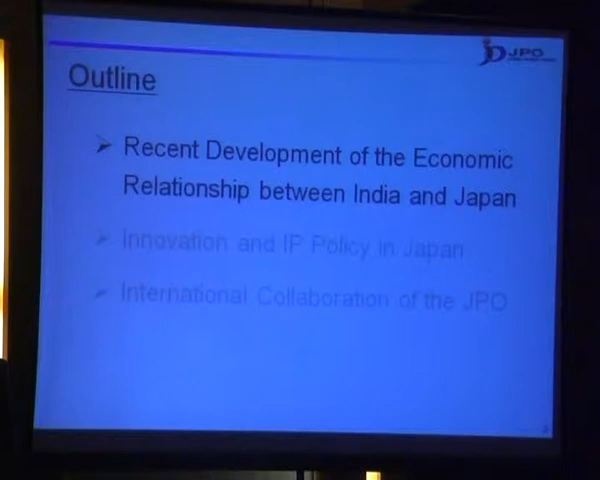 JPO
Outline
Recent Development of the Economic
Relationship between India and Japan
Innovation and IP Policy in Japan
International Collaboration of the JPO